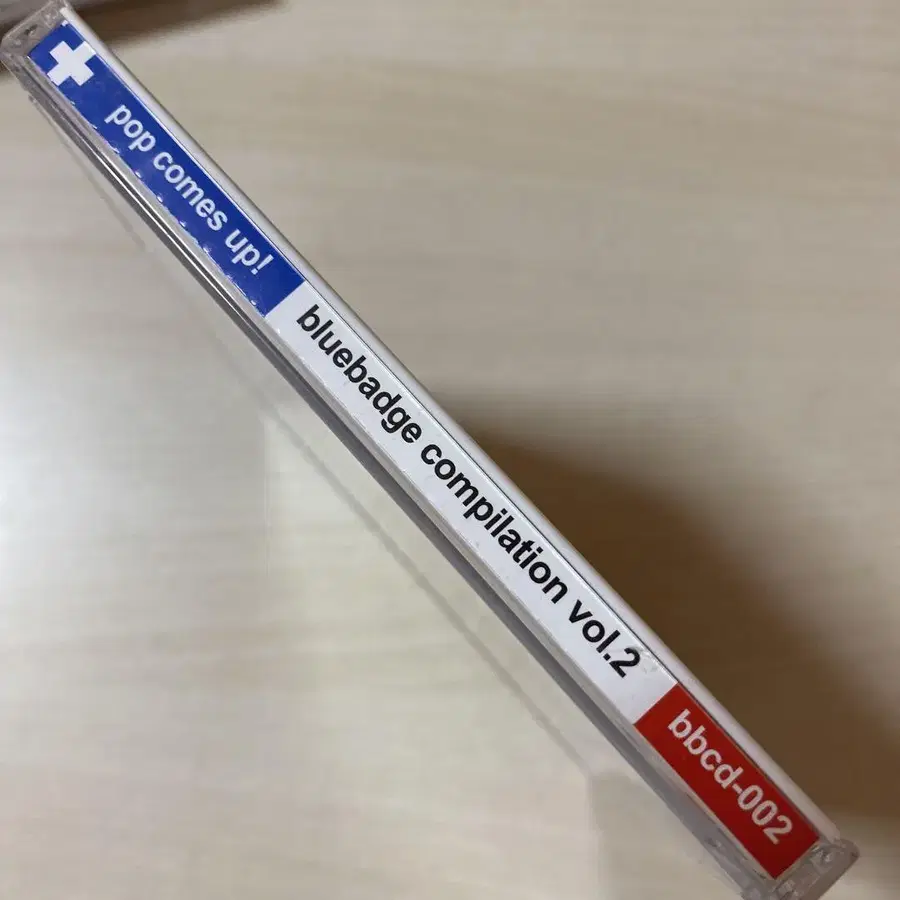 pop comes up!
bluebadge compilation vol.2
bbcd-002